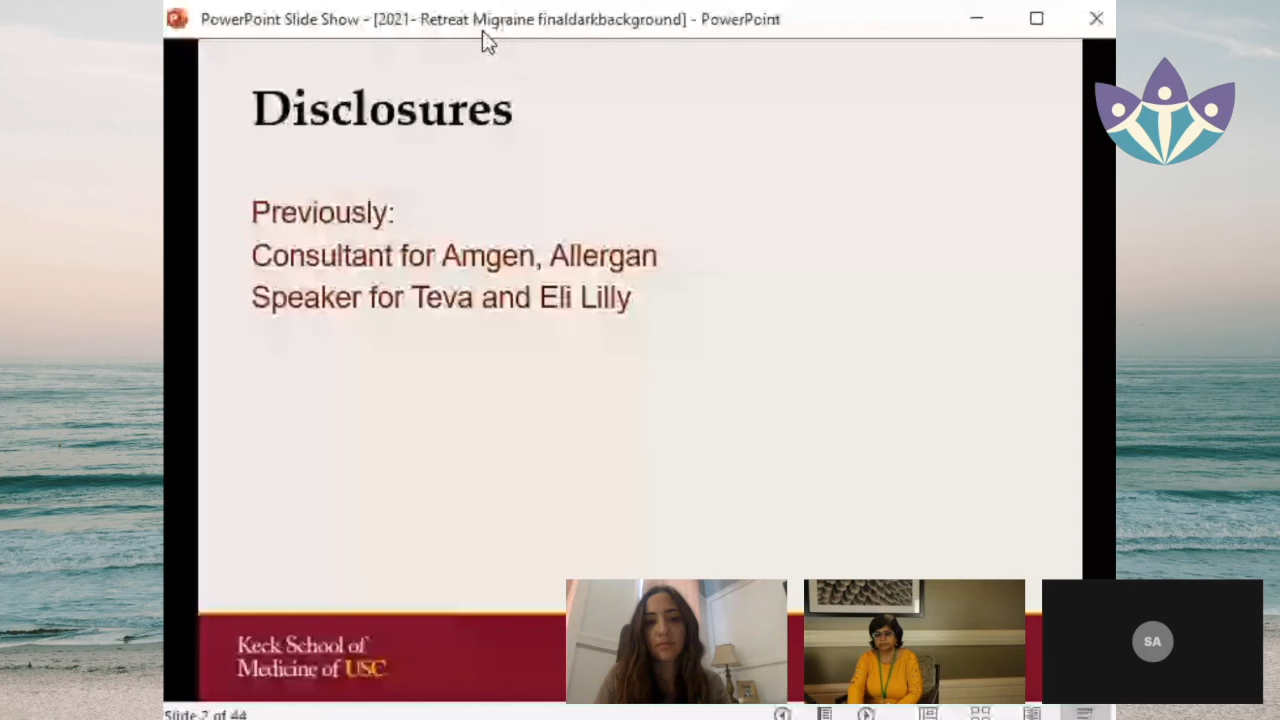 PowerPoint Slide Show - [2021- Retreat Migraine finaldarkbackground] - PowerPoint
Disclosures
Previously:
Consultant for Amgen, Allergan
Speaker for Teva and Eli Lilly
Keck School of
Medicine of USC
SA
Slide 2 of 44